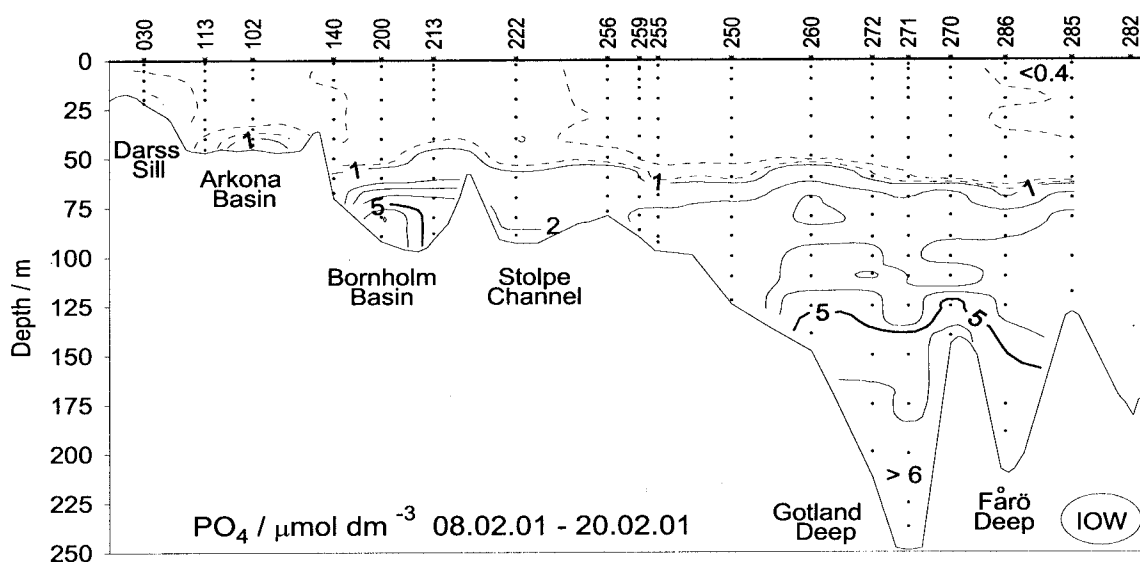 030 113 102 140 200 213 222 256 259 255 250 260 272 271 270 286 285 282
0
25
50
75
100
125
150
175
200
225
250
Depth / m
<0.4
1
1
1
1
5
2
5
5
> 6
Darss
Sill
Arkona
Basin
Bornholm
Basin
Stolpe
Channel
Gotland
Deep
Fårö
Deep
PO4 / µmol dm -3 08.02.01 - 20.02.01
IOW